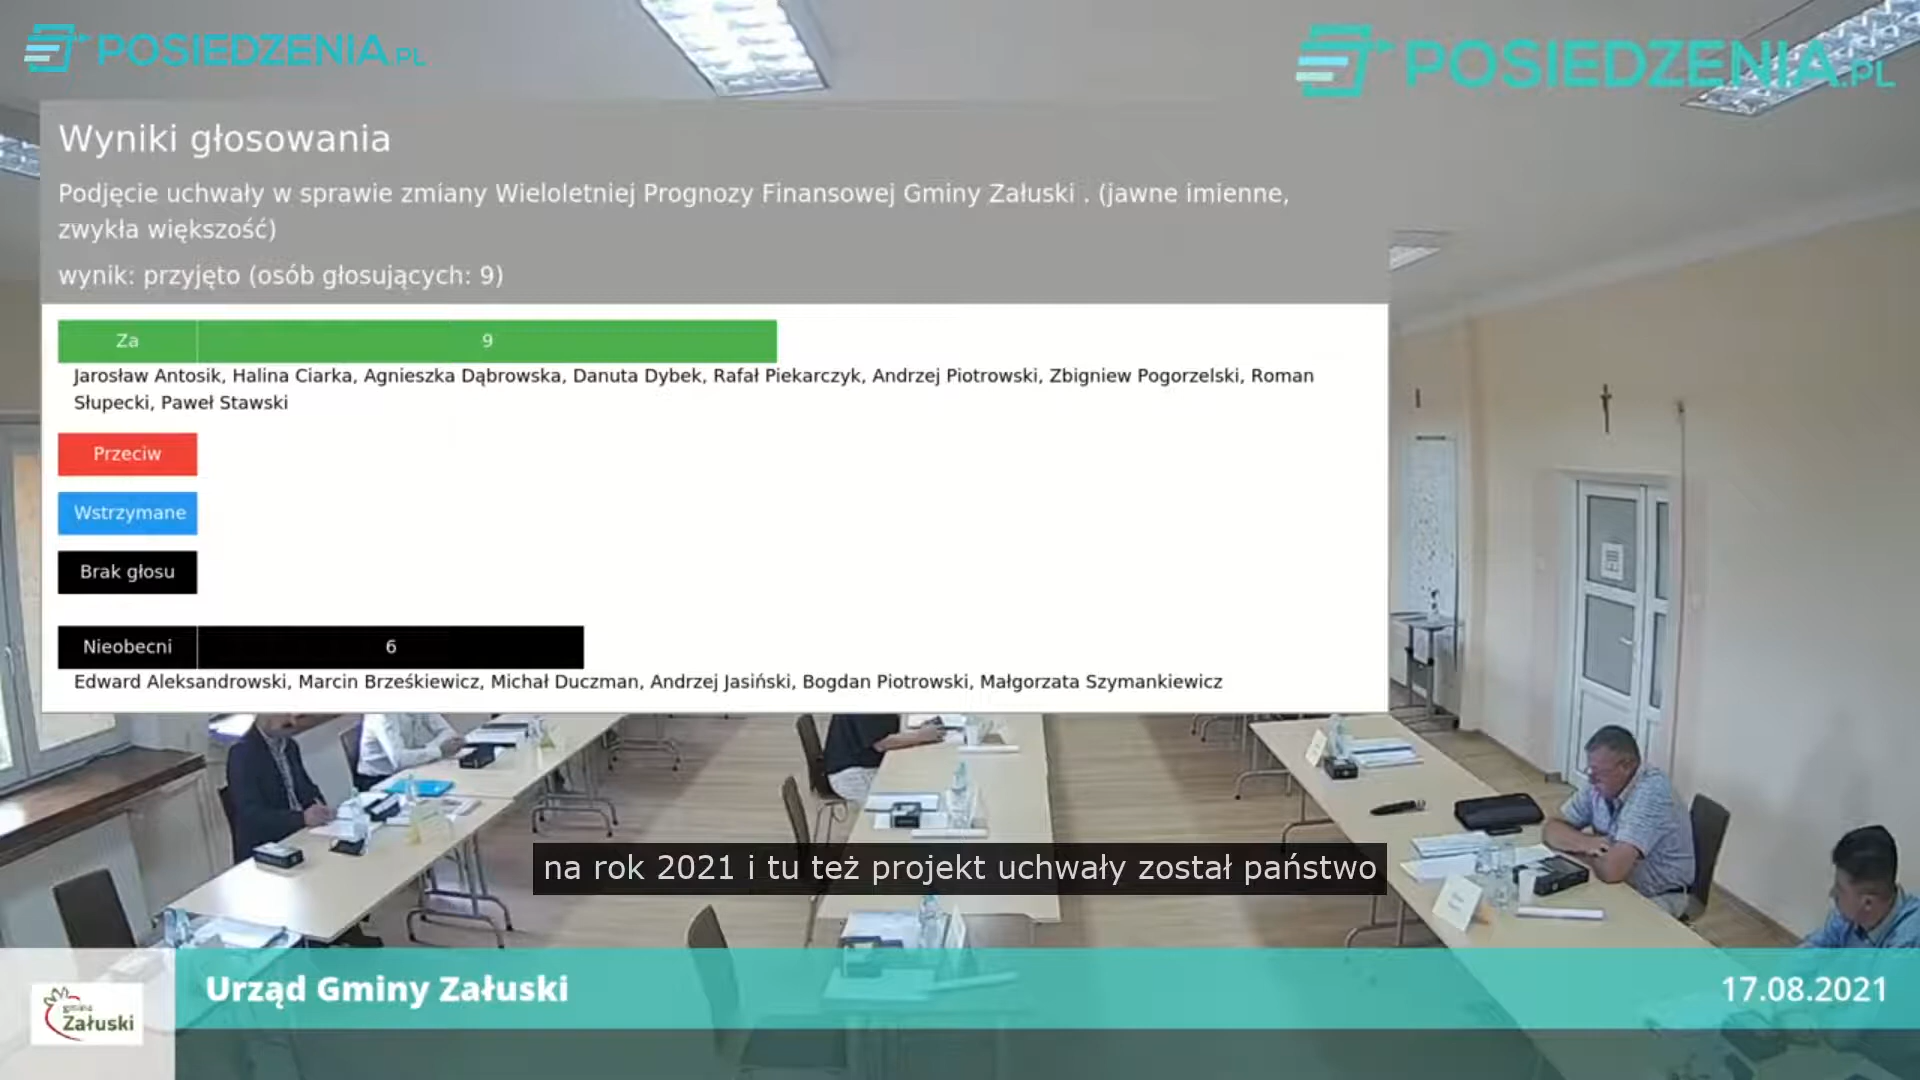 POSIEDZENIA.PL
POSIEDZENIA.PL
Wyniki głosowania
Podjęcie uchwały w sprawie zmiany Wieloletniej Prognozy Finansowej Gminy Załuski . (jawne imienne,
zwykła większość)
wynik: przyjęto (osób głosujących: 9)
Za 9
Jarosław Antosik, Halina Ciarka, Agnieszka Dąbrowska, Danuta Dybek, Rafał Piekarczyk, Andrzej Piotrowski, Zbigniew Pogorzelski, Roman
Słupecki, Paweł Stawski
Przeciw
Wstrzymane
Brak głosu
Nieobecni 6
Edward Aleksandrowski, Marcin Brześkiewicz, Michał Duczman, Andrzej Jasiński, Bogdan Piotrowski, Małgorzata Szymankiewicz
na rok 2021 i tu też projekt uchwały został państwo
Urząd Gminy Załuski
17.08.2021
gmina
Załuski